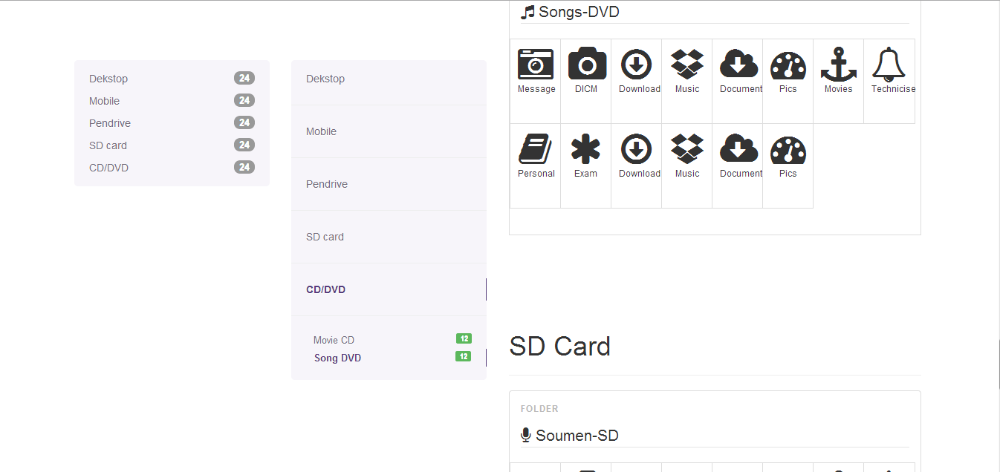 Dekstop 24
Mobile 24
Pendrive 24
SD card 24
CD/DVD 24
Dekstop
Mobile
Pendrive
SD card
CD/DVD
Movie CD 12
Song DVD 12
Songs-DVD
Message DICM Download Music Document Pics Movies Technicise
Personal Exam Download Music Document Pics
SD Card
FOLDER
Soumen-SD